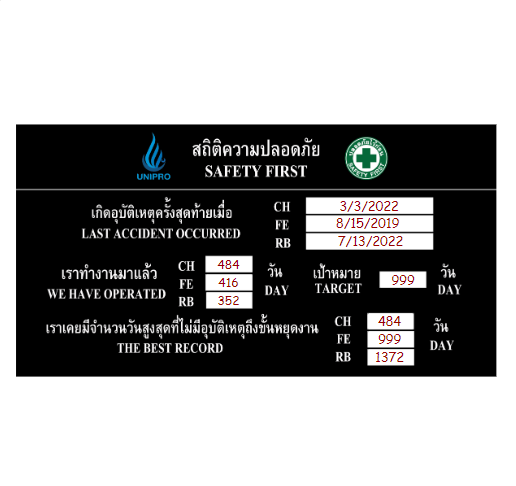 UNIPRO
สถิติความปลอดภัย
SAFETY FIRST
ปลอดภัยไว้ก่อน
SAFETY FIRST
เกิดอุบัติเหตุครั้งสุดท้ายเมื่อ
LAST ACCIDENT OCCURRED
CH 3/3/2022
FE 8/15/2019
RB 7/13/2022
เราทำงานมาแล้ว
WE HAVE OPERATED
CH 484
FE 416
RB 352
วัน
DAY
เป้าหมาย
TARGET
999
วัน
DAY
เราเคยมีจำนวนวันสูงสุดที่ไม่มีอุบัติเหตุถึงขั้นหยุดงาน
THE BEST RECORD
CH 484
FE 999
RB 1372
วัน
DAY